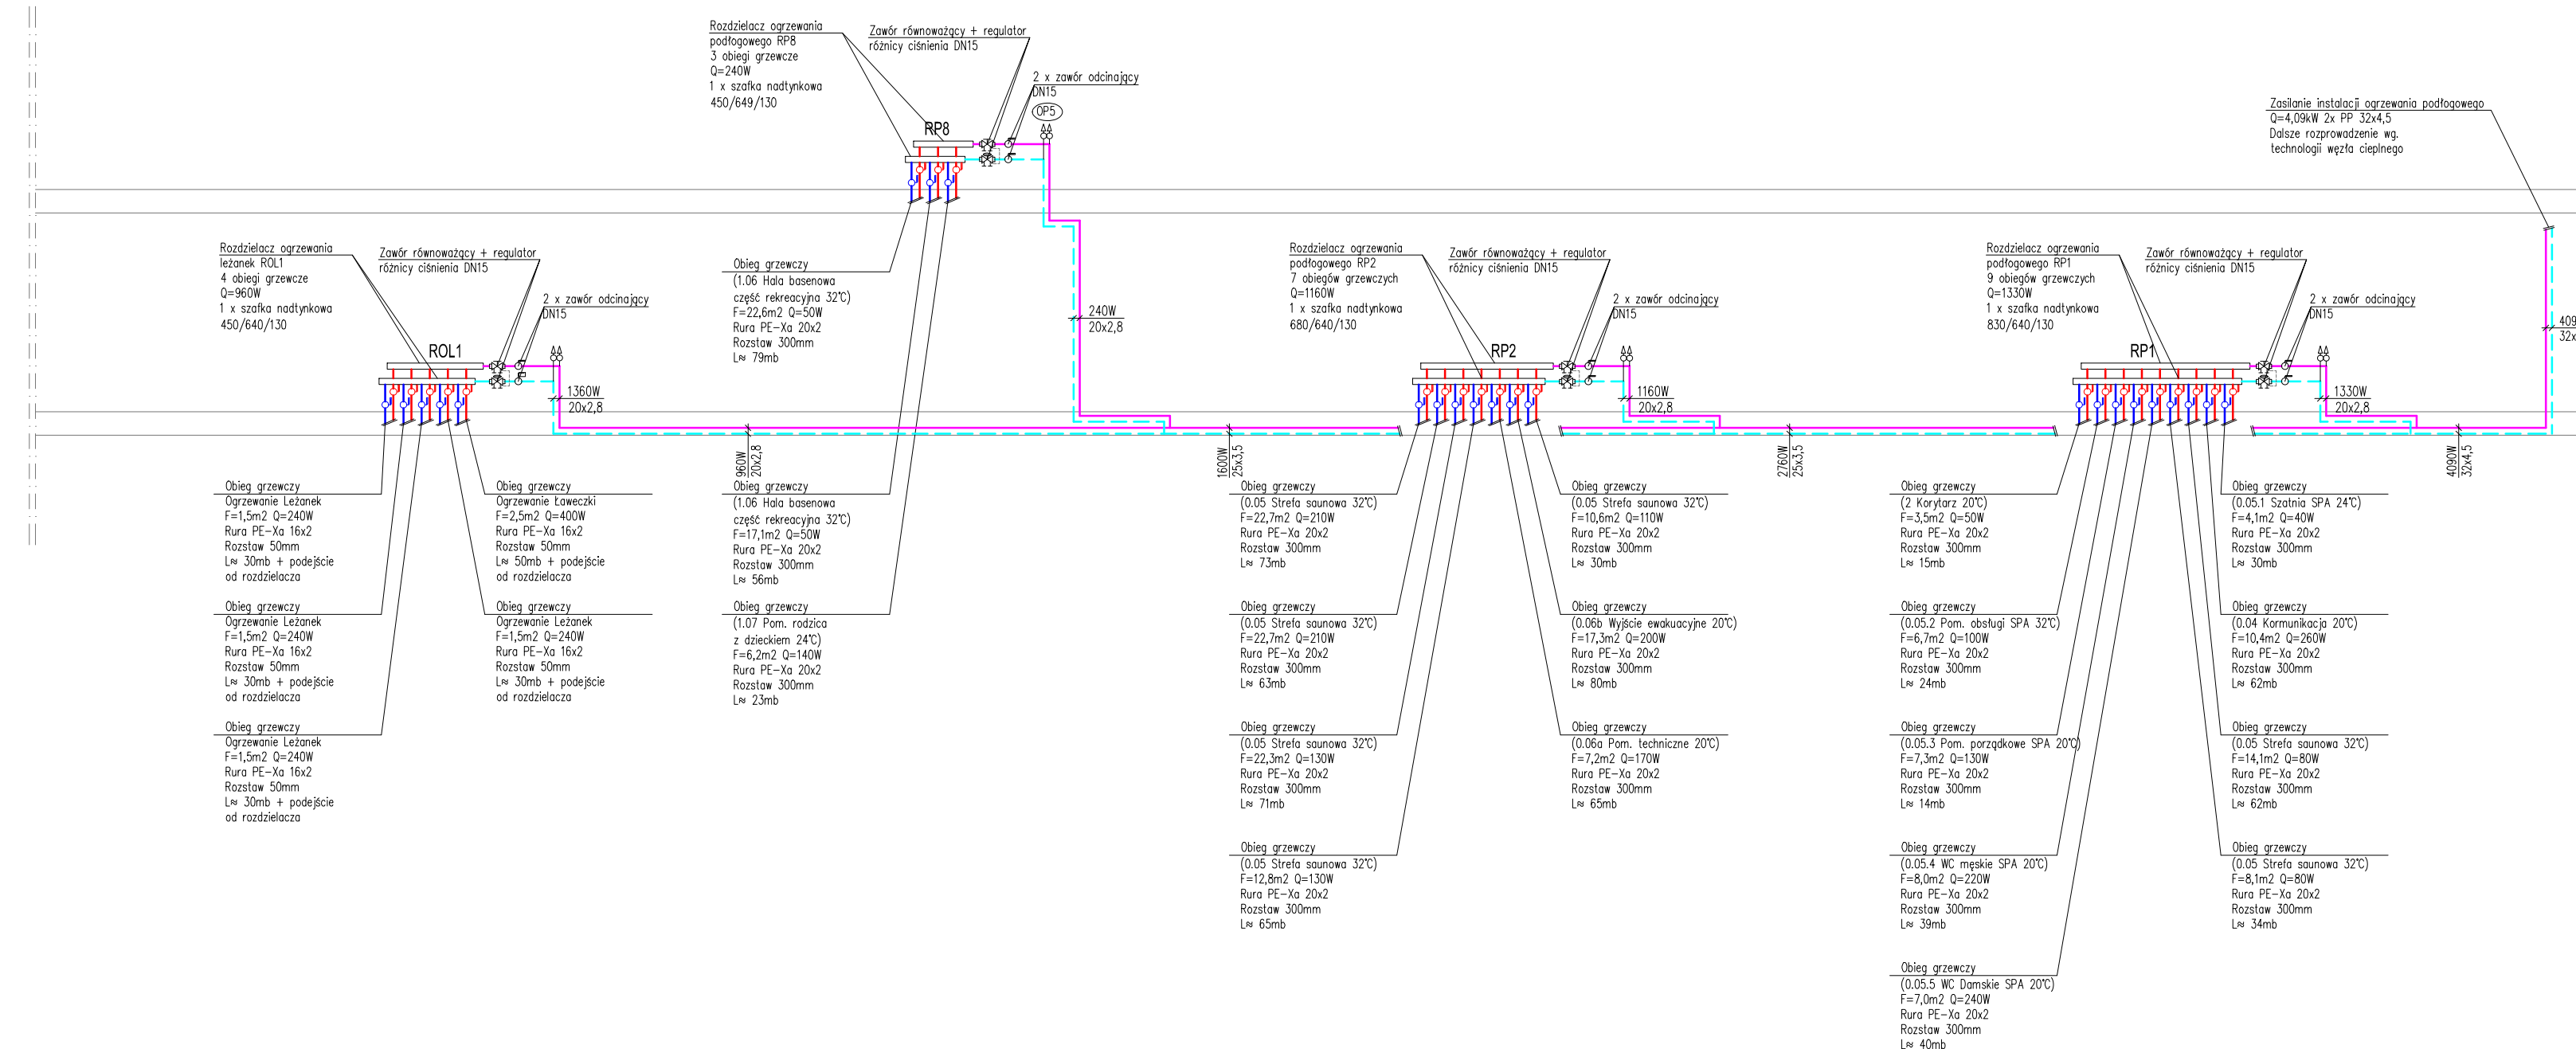 Rozdzielacz ogrzewania
podłogowego RP8
3 obiegi grzewcze
Q=240W
1 x szafka nadtynkowa
450/649/130
Zawór równoważący + regulator
różnicy ciśnienia DN15
2 x zawór odcinający
DN15
OP5
RP8
Zasilanie instalacji ogrzewania podłogowego
Q=4,09kW 2x PP 32x4,5
Dalsze rozprowadzenie wg.
technologii węzła cieplnego
Rozdzielacz ogrzewania
leżanek ROL1
4 obiegi grzewcze
Q=960W
1 x szafka nadtynkowa
450/640/130
Zawór równoważący + regulator
różnicy ciśnienia DN15
2 x zawór odcinający
DN15
ROL1
1360W
20x2,8
Obieg grzewczy
(1.06 Hala basenowa
część rekreacyjna 32°C)
F=22,6m2 Q=50W
Rura PE-Xa 20x2
Rozstaw 300mm
L≈ 79mb
240W
20x2,8
Rozdzielacz ogrzewania
podłogowego RP2
7 obiegów grzewczych
Q=1160W
1 x szafka nadtynkowa
680/640/130
Zawór równoważący + regulator
różnicy ciśnienia DN15
2 x zawór odcinający
DN15
RP2
1160W
20x2,8
Rozdzielacz ogrzewania
podłogowego RP1
9 obiegów grzewczych
Q=1330W
1 x szafka nadtynkowa
830/640/130
Zawór równoważący + regulator
różnicy ciśnienia DN15
2 x zawór odcinający
DN15
RP1
1330W
20x2,8
409
32x
960W
20x2,8
1600W
25x3,5
2760W
25x3,5
4090W
32x4,5
Obieg grzewczy
Ogrzewanie Leżanek
F=1,5m2 Q=240W
Rura PE-Xa 16x2
Rozstaw 50mm
L≈ 30mb + podejście
od rozdzielacza
Obieg grzewczy
Ogrzewanie Leżanek
F=1,5m2 Q=240W
Rura PE-Xa 16x2
Rozstaw 50mm
L≈ 30mb + podejście
od rozdzielacza
Obieg grzewczy
Ogrzewanie Leżanek
F=1,5m2 Q=240W
Rura PE-Xa 16x2
Rozstaw 50mm
L≈ 30mb + podejście
od rozdzielacza
Obieg grzewczy
Ogrzewanie Ławeczki
F=2,5m2 Q=400W
Rura PE-Xa 16x2
Rozstaw 50mm
L≈ 50mb + podejście
od rozdzielacza
Obieg grzewczy
Ogrzewanie Leżanek
F=1,5m2 Q=240W
Rura PE-Xa 16x2
Rozstaw 50mm
L≈ 30mb + podejście
od rozdzielacza
Obieg grzewczy
(1.06 Hala basenowa
część rekreacyjna 32°C)
F=17,1m2 Q=50W
Rura PE-Xa 20x2
Rozstaw 300mm
L≈ 56mb
Obieg grzewczy
(1.07 Pom. rodzica
z dzieckiem 24°C)
F=6,2m2 Q=140W
Rura PE-Xa 20x2
Rozstaw 300mm
L≈ 23mb
Obieg grzewczy
(0.05 Strefa saunowa 32°C)
F=22,7m2 Q=210W
Rura PE-Xa 20x2
Rozstaw 300mm
L≈ 73mb
Obieg grzewczy
(0.05 Strefa saunowa 32°C)
F=22,7m2 Q=210W
Rura PE-Xa 20x2
Rozstaw 300mm
L≈ 63mb
Obieg grzewczy
(0.05 Strefa saunowa 32°C)
F=22,3m2 Q=130W
Rura PE-Xa 20x2
Rozstaw 300mm
L≈ 71mb
Obieg grzewczy
(0.05 Strefa saunowa 32°C)
F=12,8m2 Q=130W
Rura PE-Xa 20x2
Rozstaw 300mm
L≈ 65mb
Obieg grzewczy
(0.05 Strefa saunowa 32°C)
F=10,6m2 Q=110W
Rura PE-Xa 20x2
Rozstaw 300mm
L≈ 30mb
Obieg grzewczy
(0.06b Wyjście ewakuacyjne 20°C)
F=17,3m2 Q=200W
Rura PE-Xa 20x2
Rozstaw 300mm
L≈ 80mb
Obieg grzewczy
(0.06a Pom. techniczne 20°C)
F=7,2m2 Q=170W
Rura PE-Xa 20x2
Rozstaw 300mm
L≈ 65mb
Obieg grzewczy
(2 Korytarz 20°C)
F=3,5m2 Q=50W
Rura PE-Xa 20x2
Rozstaw 300mm
L≈ 15mb
Obieg grzewczy
(0.05.2 Pom. obsługi SPA 32°C)
F=6,7m2 Q=100W
Rura PE-Xa 20x2
Rozstaw 300mm
L≈ 24mb
Obieg grzewczy
(0.05.3 Pom. porządkowe SPA 20°C)
F=7,3m2 Q=130W
Rura PE-Xa 20x2
Rozstaw 300mm
L≈ 14mb
Obieg grzewczy
(0.05.4 WC męskie SPA 20°C)
F=8,0m2 Q=220W
Rura PE-Xa 20x2
Rozstaw 300mm
L≈ 39mb
Obieg grzewczy
(0.05.5 WC Damskie SPA 20°C)
F=7,0m2 Q=240W
Rura PE-Xa 20x2
Rozstaw 300mm
L≈ 40mb
Obieg grzewczy
(0.05.1 Szatnia SPA 24°C)
F=4,1m2 Q=40W
Rura PE-Xa 20x2
Rozstaw 300mm
L≈ 30mb
Obieg grzewczy
(0.04 Kormunikacja 20°C)
F=10,4m2 Q=260W
Rura PE-Xa 20x2
Rozstaw 300mm
L≈ 62mb
Obieg grzewczy
(0.05 Strefa saunowa 32°C)
F=14,1m2 Q=80W
Rura PE-Xa 20x2
Rozstaw 300mm
L≈ 62mb
Obieg grzewczy
(0.05 Strefa saunowa 32°C)
F=8,1m2 Q=80W
Rura PE-Xa 20x2
Rozstaw 300mm
L≈ 34mb